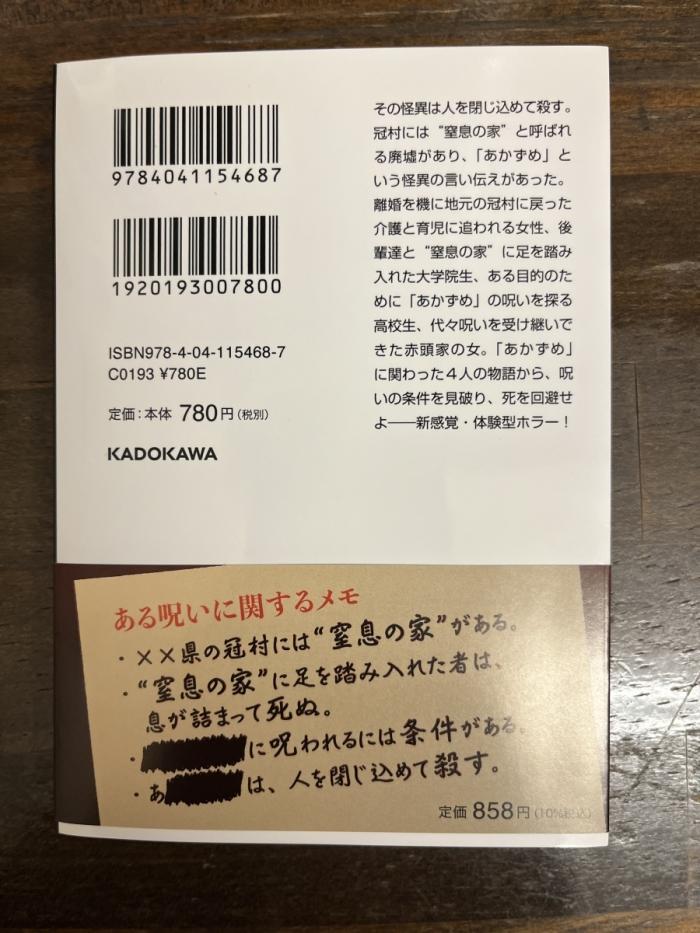 9784041154687
1920193007800
ISBN978-4-04-115468-7
C0193 ¥780E
定価:本体 780円(税別)
KADOKAWA
その怪異は人を閉じ込めて殺す。
冠村には“窒息の家”と呼ばれ
る廃墟があり、「あかずめ」と
いう怪異の言い伝えがあった。
離婚を機に地元の冠村に戻った
介護と育児に追われる女性、後
輩達と“窒息の家”に足を踏み
入れた大学院生、ある目的のた
めに「あかずめ」の呪いを探る
高校生、代々呪いを受け継いで
きた赤頭家の女。「あかずめ」
に関わった4人の物語から、呪
いの条件を見破り、死を回避せ
よ――新感覚・体験型ホラー!
ある呪いに関するメモ
・××県の冠村には“窒息の家”がある。
・“窒息の家”に足を踏み入れた者は、
息が詰まって死ぬ。
・に呪われるには条件がある。
・あは、人を閉じ込めて殺す。
定価 858円(10%税込)